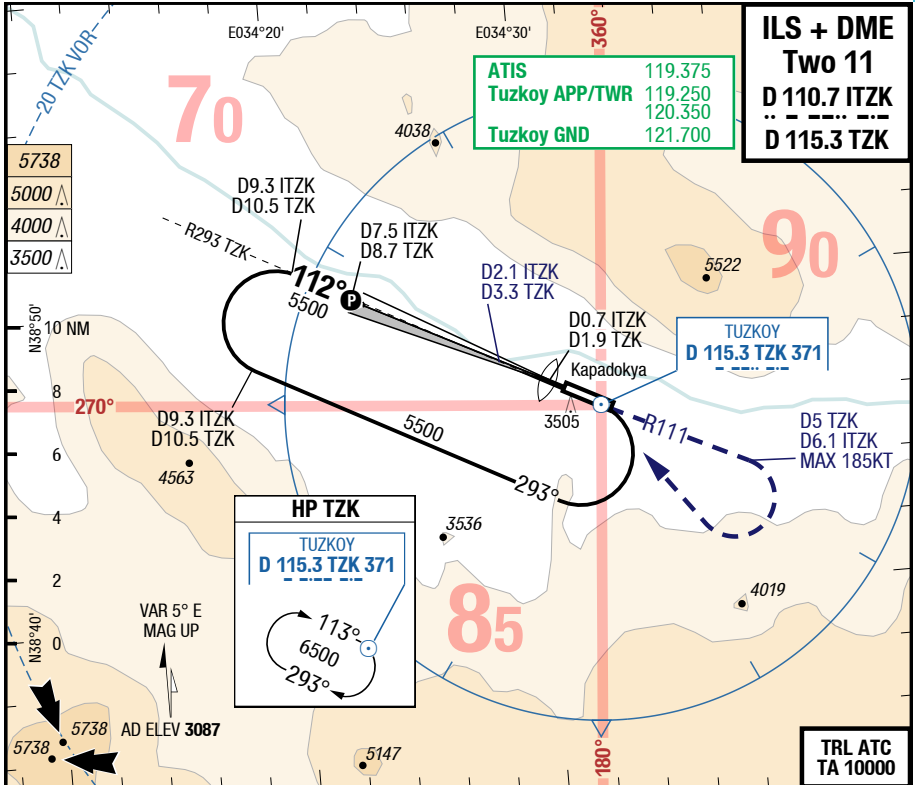 E034°20'
E034°30'
360°
20 TZK VOR
70
ILS + DME
Two 11
D 110.7 ITZK
D 115.3 TZK
ATIS 119.375
Tuzkoy APP/TWR 119.250
120.350
Tuzkoy GND 121.700
4038
5738
5000
4000
3500
D9.3 ITZK
D10.5 TZK
R293 TZK
D7.5 ITZK
D8.7 TZK
90
5522
112°
P
5500
D2.1 ITZK
D3.3 TZK
N38°50'
10 NM
D0.7 ITZK
D1.9 TZK
TUZKOY
D 115.3 TZK 371
Kapadokya
8
270°
3505
D9.3 ITZK
D10.5 TZK
5500
R111
D5 TZK
D6.1 ITZK
MAX 185KT
6
4563
293°
4
HP TZK
TUZKOY
D 115.3 TZK 371
3536
2
85
4019
VAR 5° E
MAG UP
113°
6500
293°
N38°40'
0
AD ELEV 3087
5738
5738
5147
180°
TRL ATC
TA 10000